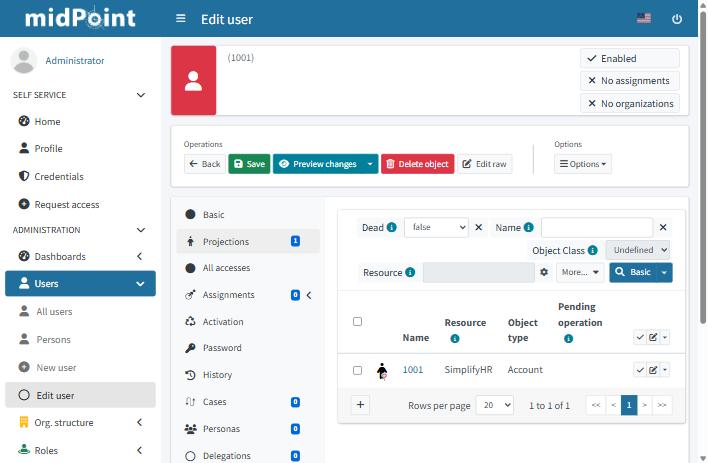 midPoint
Edit user
Administrator
SELF SERVICE
Home
Profile
Credentials
Request access
ADMINISTRATION
Dashboards
Users
All users
Persons
New user
Edit user
Org. structure
Roles
(1001)
Enabled
No assignments
No organizations
Operations
Back
Save
Preview changes
Delete object
Edit raw
Options
Options
Basic
Projections 1
All accesses
Assignments 0
Activation
Password
History
Cases 0
Personas 0
Delegations 0
Dead false Name
Object Class Undefined
Resource More... Basic
Name Resource Object type Pending operation
1001 SimplifyHR Account
Rows per page 20 1 to 1 of 1 << < 1 > >>